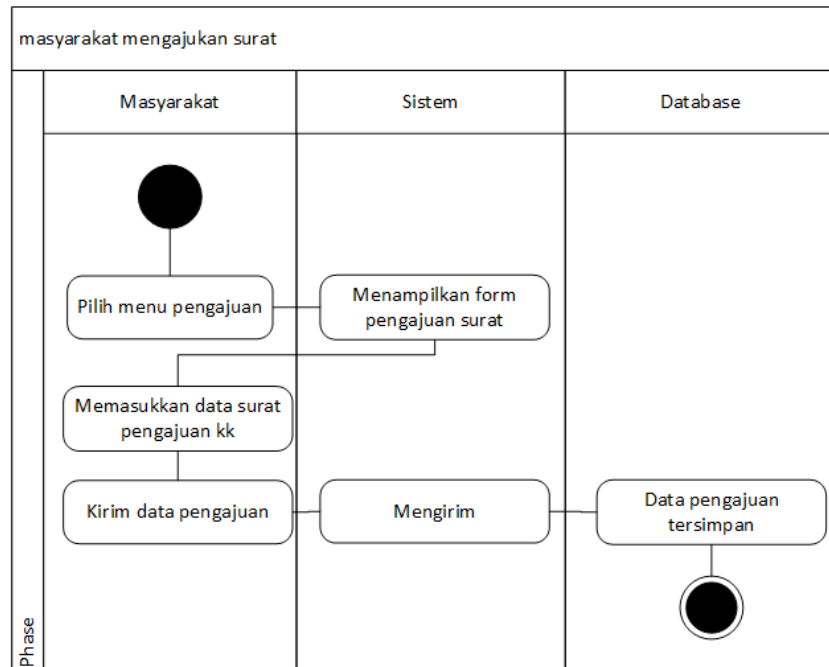 masyarakat mengajukan surat
Masyarakat
Sistem
Database
Pilih menu pengajuan
Menampilkan form
pengajuan surat
Memasukkan data surat
pengajuan kk
Kirim data pengajuan
Mengirim
Data pengajuan
tersimpan
Phase